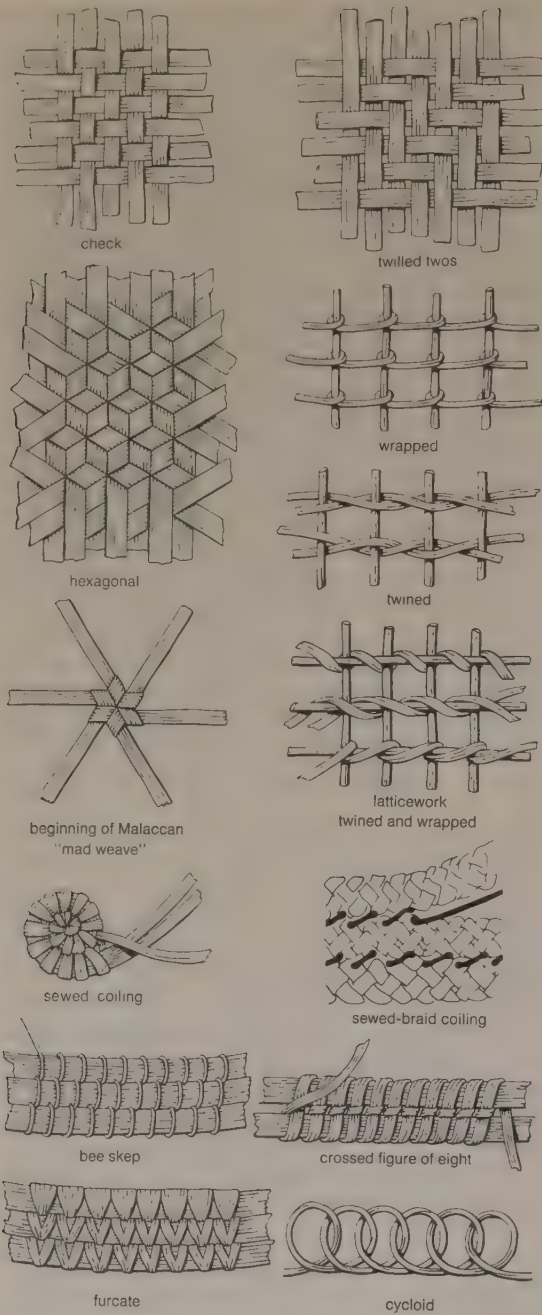 check
twilled twos
hexagonal
wrapped
twined
beginning of Malaccan
"mad weave"
latticework
twined and wrapped
sewed coiling
sewed-braid coiling
bee skep
crossed figure of eight
furcate
cycloid